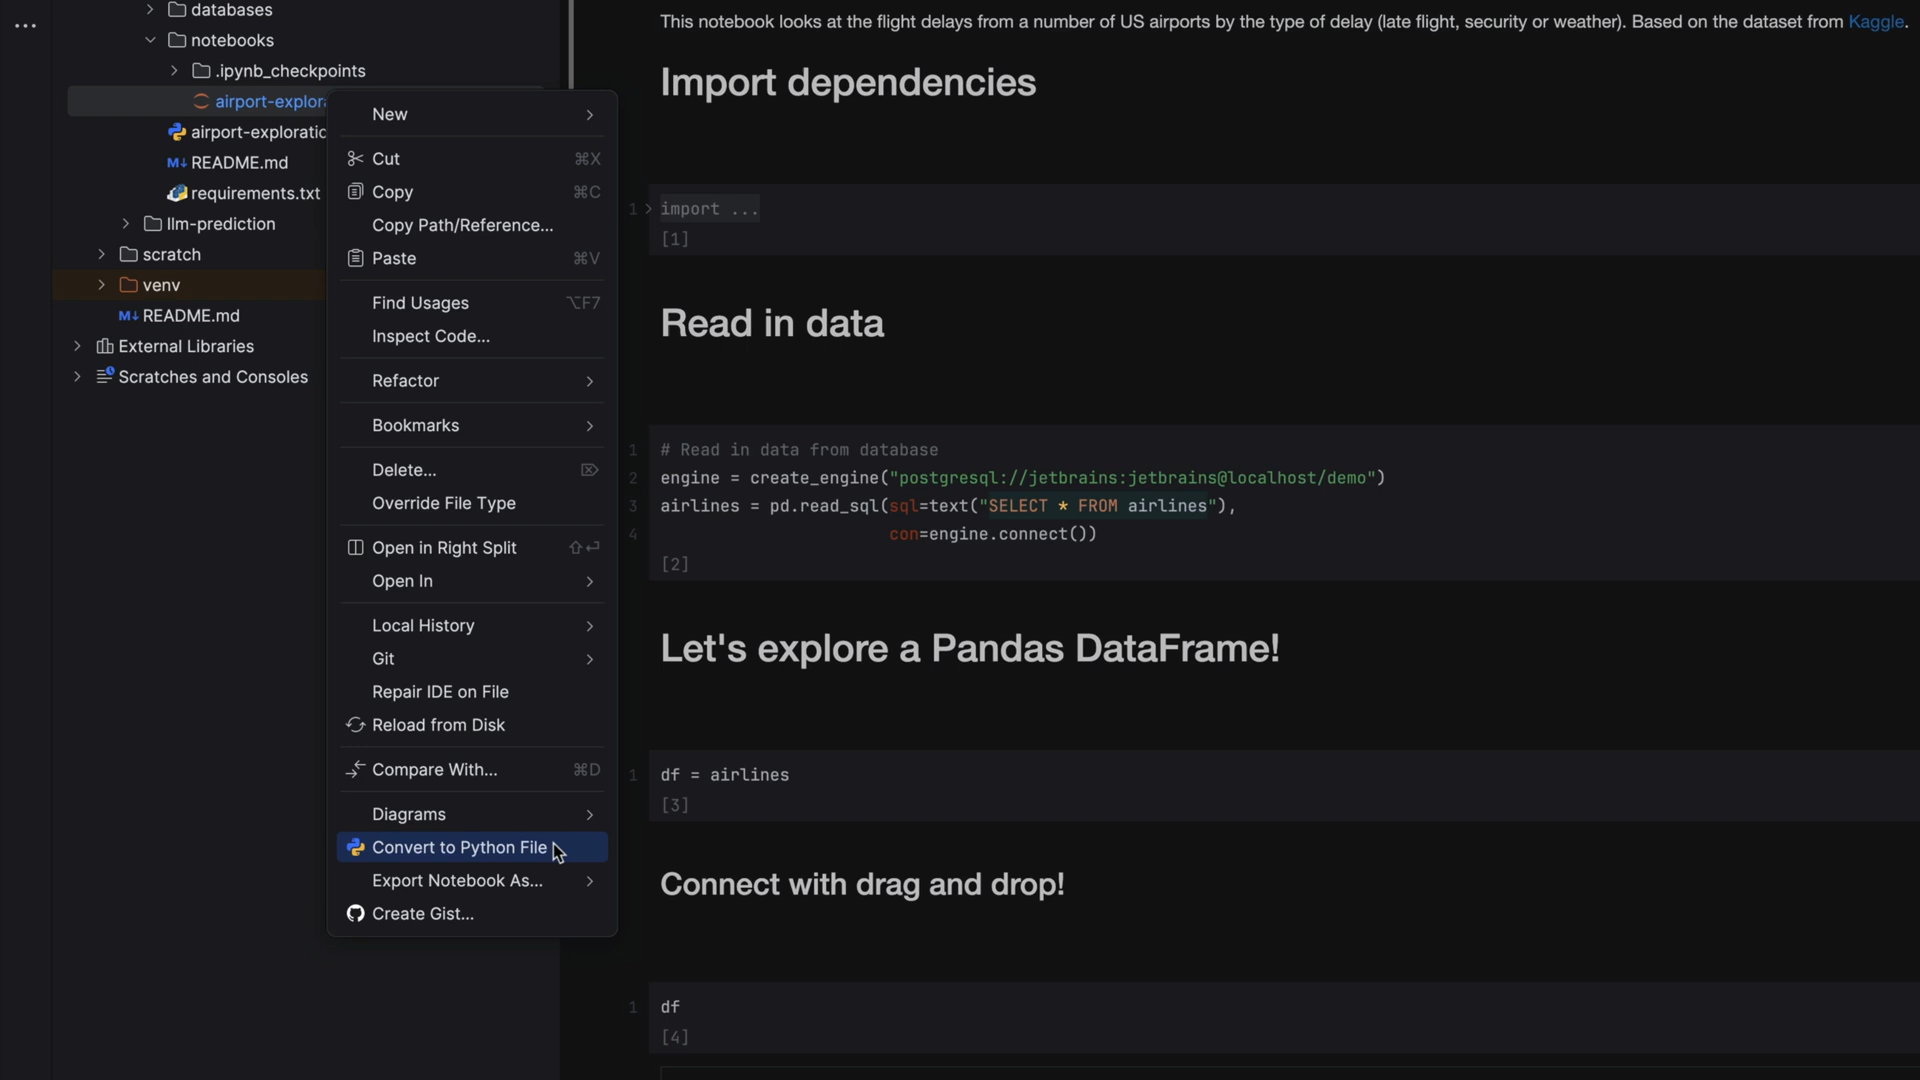 databases
notebooks
.ipynb_checkpoints
airport-explora
airport-exploratio
README.md
requirements.txt
llm-prediction
scratch
venv
README.md
External Libraries
Scratches and Consoles
New
Cut ⌘X
Copy ⌘C
Copy Path/Reference...
Paste ⌘V
Find Usages ⌥F7
Inspect Code...
Refactor
Bookmarks
Delete... ⌦
Override File Type
Open in Right Split ⇧⏎
Open In
Local History
Git
Repair IDE on File
Reload from Disk
Compare With... ⌘D
Diagrams
Convert to Python File
Export Notebook As...
Create Gist...
This notebook looks at the flight delays from a number of US airports by the type of delay (late flight, security or weather). Based on the dataset from Kaggle.
Import dependencies
1 import ...
[1]
Read in data
1 # Read in data from database
2 engine = create_engine("postgresql://jetbrains:jetbrains@localhost/demo")
3 airlines = pd.read_sql(sql=text("SELECT * FROM airlines"),
4 con=engine.connect())
[2]
Let's explore a Pandas DataFrame!
1 df = airlines
[3]
Connect with drag and drop!
1 df
[4]